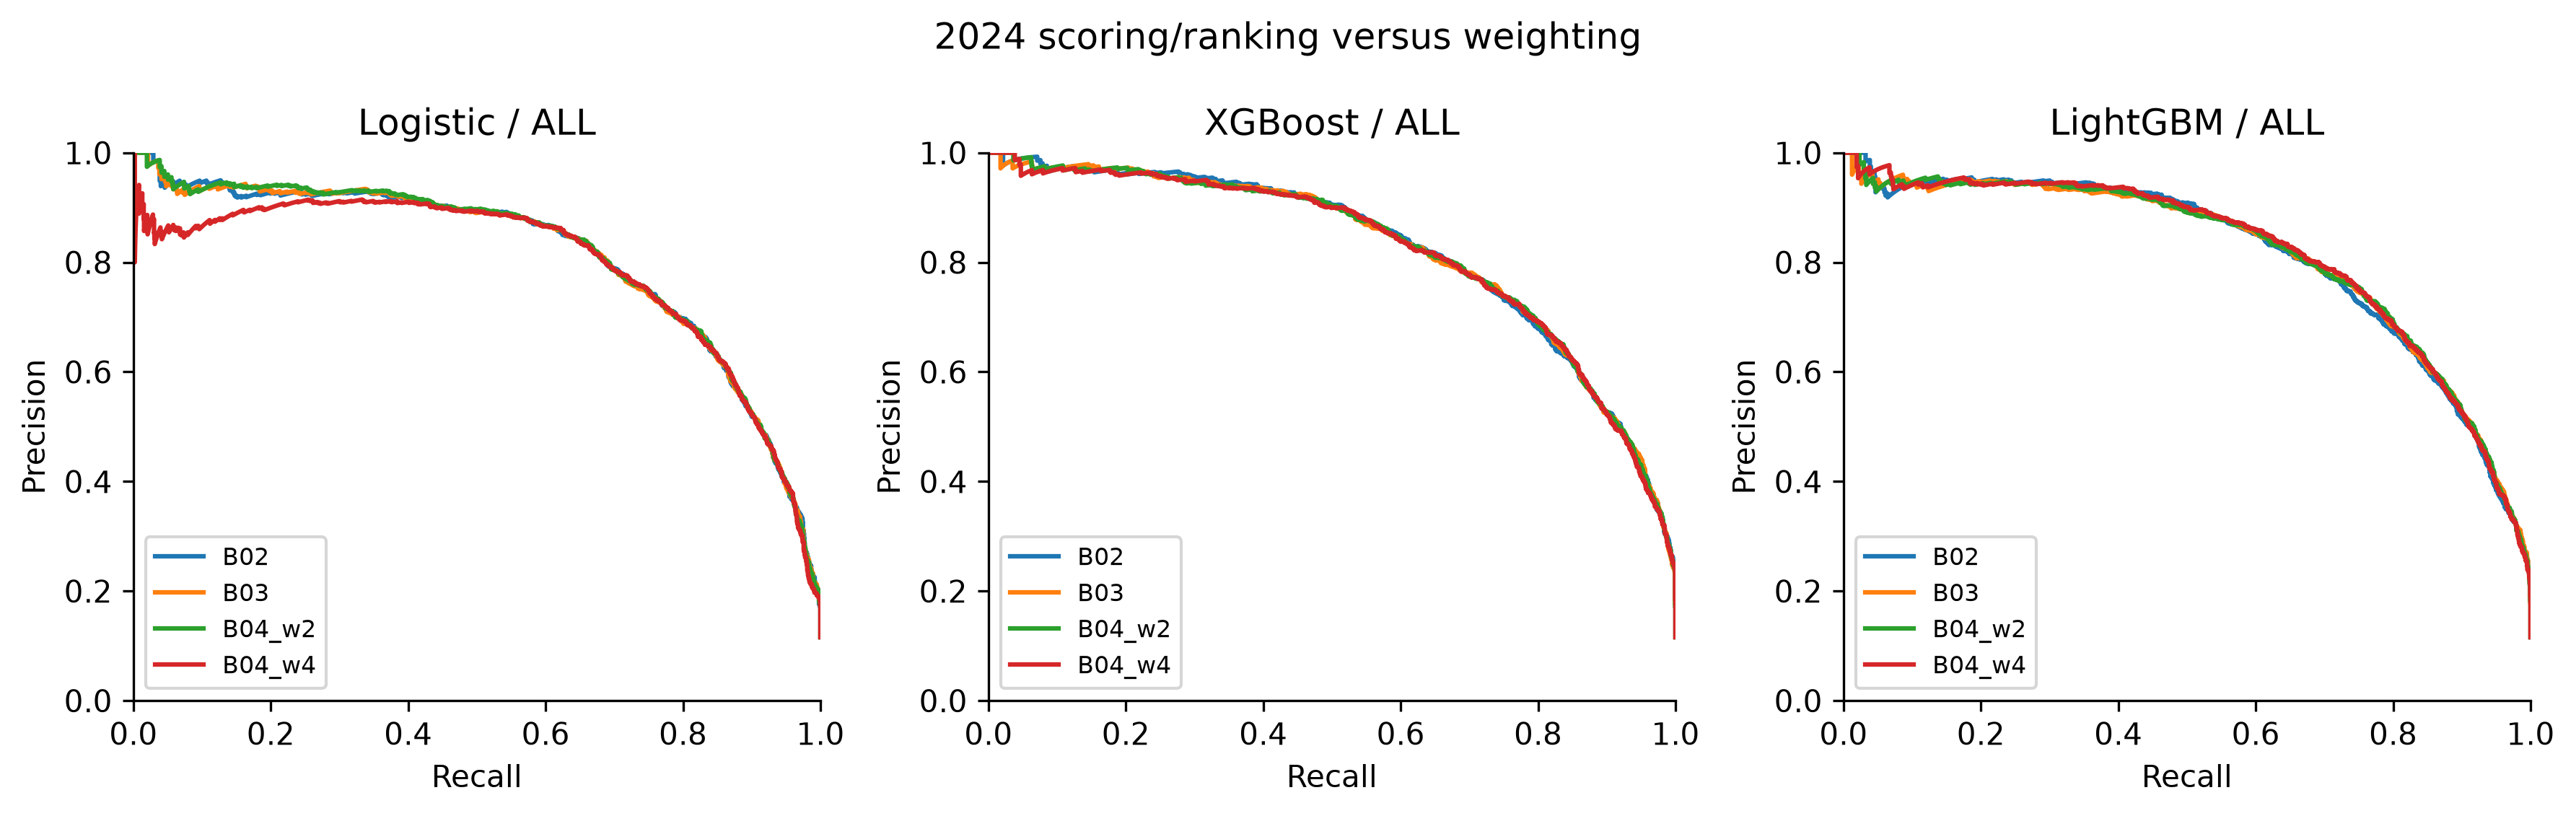 2024 scoring/ranking versus weighting
Logistic / ALL
1.0
0.8
0.6
0.4
0.2
0.0
Precision
B02
B03
B04_w2
B04_w4
0.0 0.2 0.4 0.6 0.8 1.0
Recall
XGBoost / ALL
1.0
0.8
0.6
0.4
0.2
0.0
Precision
B02
B03
B04_w2
B04_w4
0.0 0.2 0.4 0.6 0.8 1.0
Recall
LightGBM / ALL
1.0
0.8
0.6
0.4
0.2
0.0
Precision
B02
B03
B04_w2
B04_w4
0.0 0.2 0.4 0.6 0.8 1.0
Recall